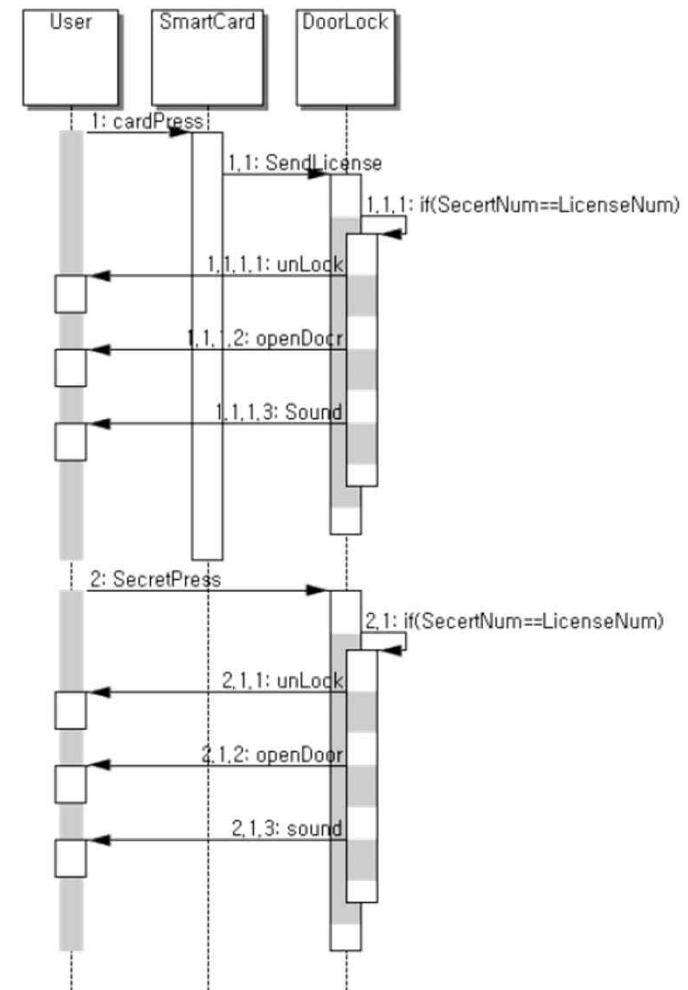 User
SmartCard
DoorLock
1: cardPress
1,1: SendLicense
1,1,1: if(SecertNum==LicenseNum)
1,1,1,1: unLock
1,1,1,2: openDoor
1,1,1,3: Sound
2: SecretPress
2,1: if(SecertNum==LicenseNum)
2,1,1: unLock
2,1,2: openDoor
2,1,3: sound